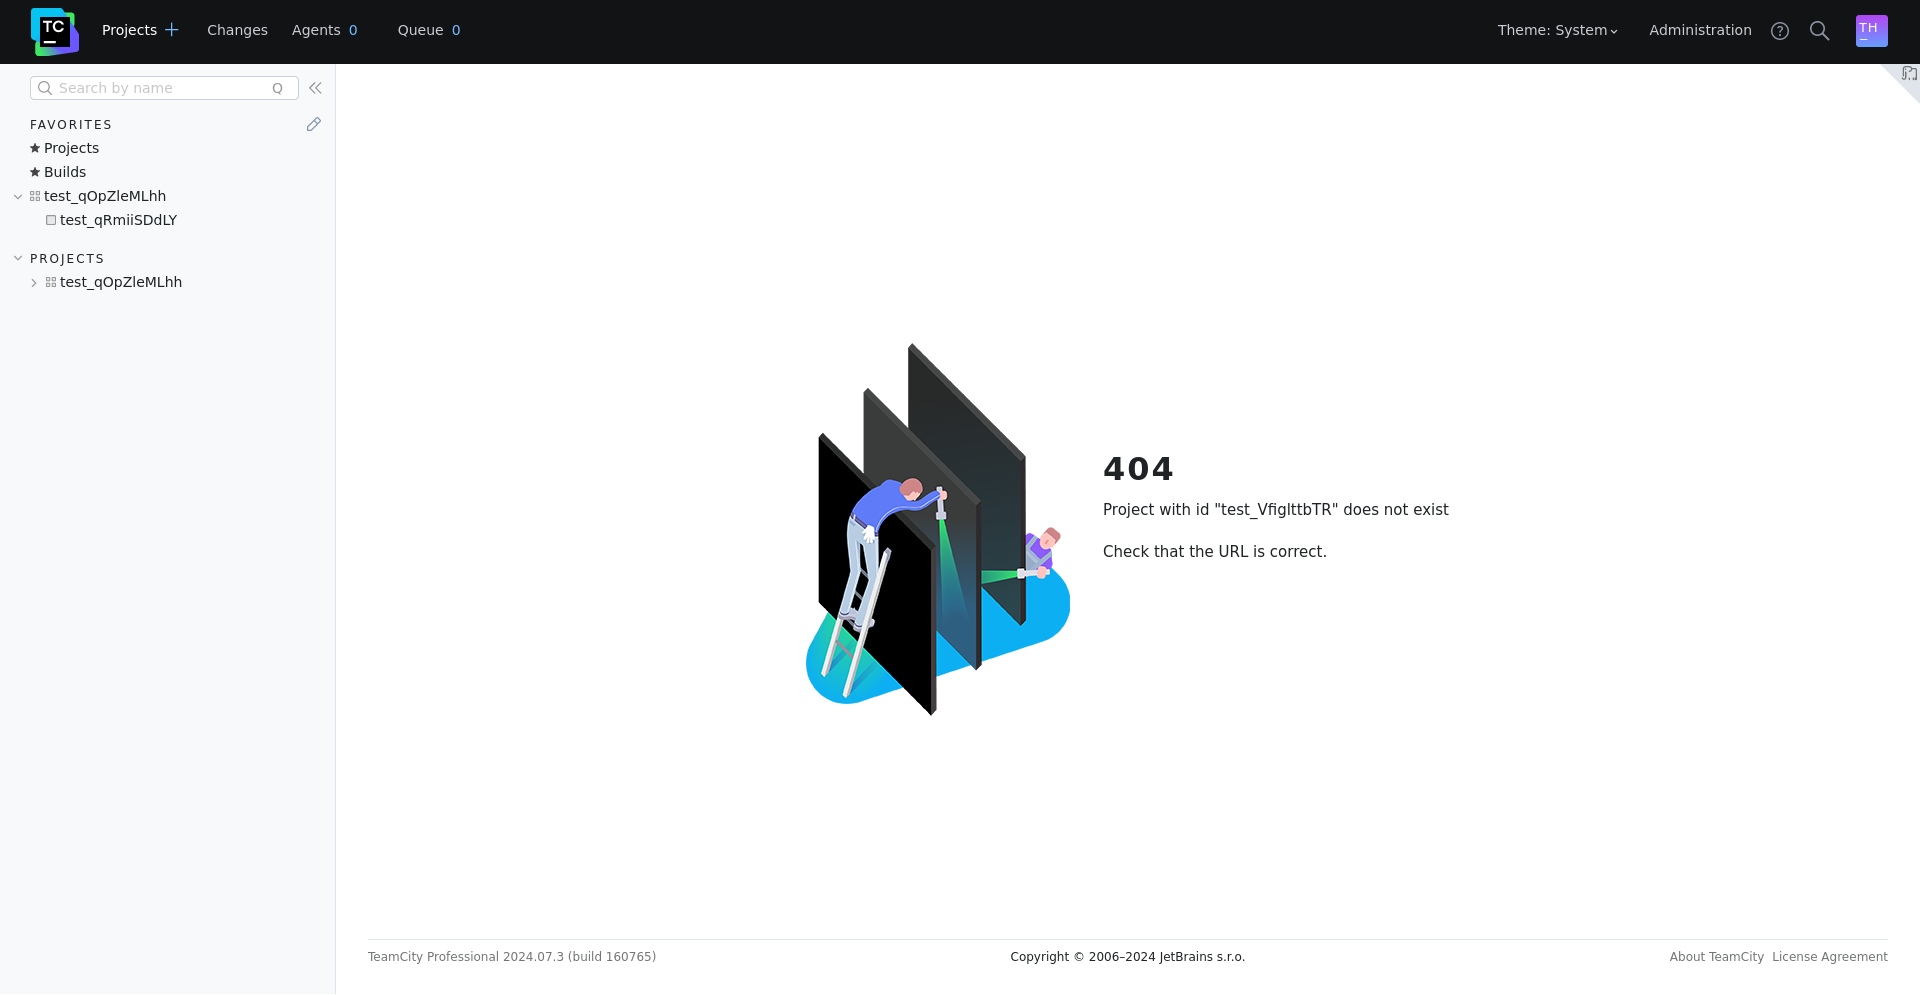 TC
Projects
Changes
Agents 0
Queue 0
Theme: System
Administration
TH
Search by name Q
FAVORITES
Projects
Builds
test_qOpZleMLhh
test_qRmiiSDdLY
PROJECTS
test_qOpZleMLhh
404
Project with id "test_VfiglttbTR" does not exist
Check that the URL is correct.
TeamCity Professional 2024.07.3 (build 160765)
Copyright © 2006–2024 JetBrains s.r.o.
About TeamCity License Agreement